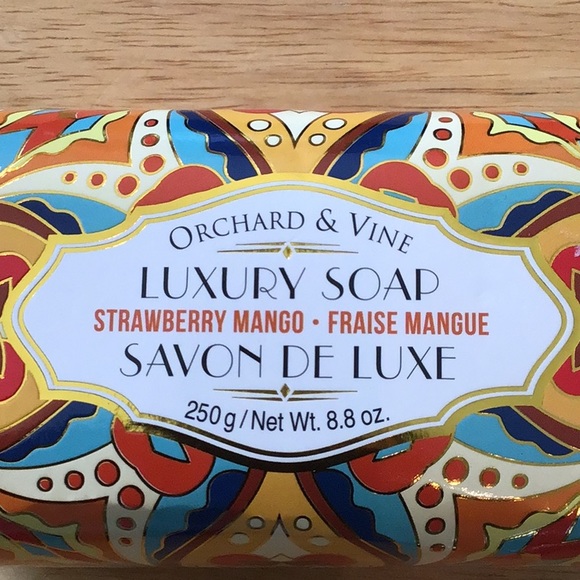 ORCHARD & VINE
LUXURY SOAP
STRAWBERRY MANGO • FRAISE MANGUE
SAVON DE LUXE
250 g / Net Wt. 8.8 oz.